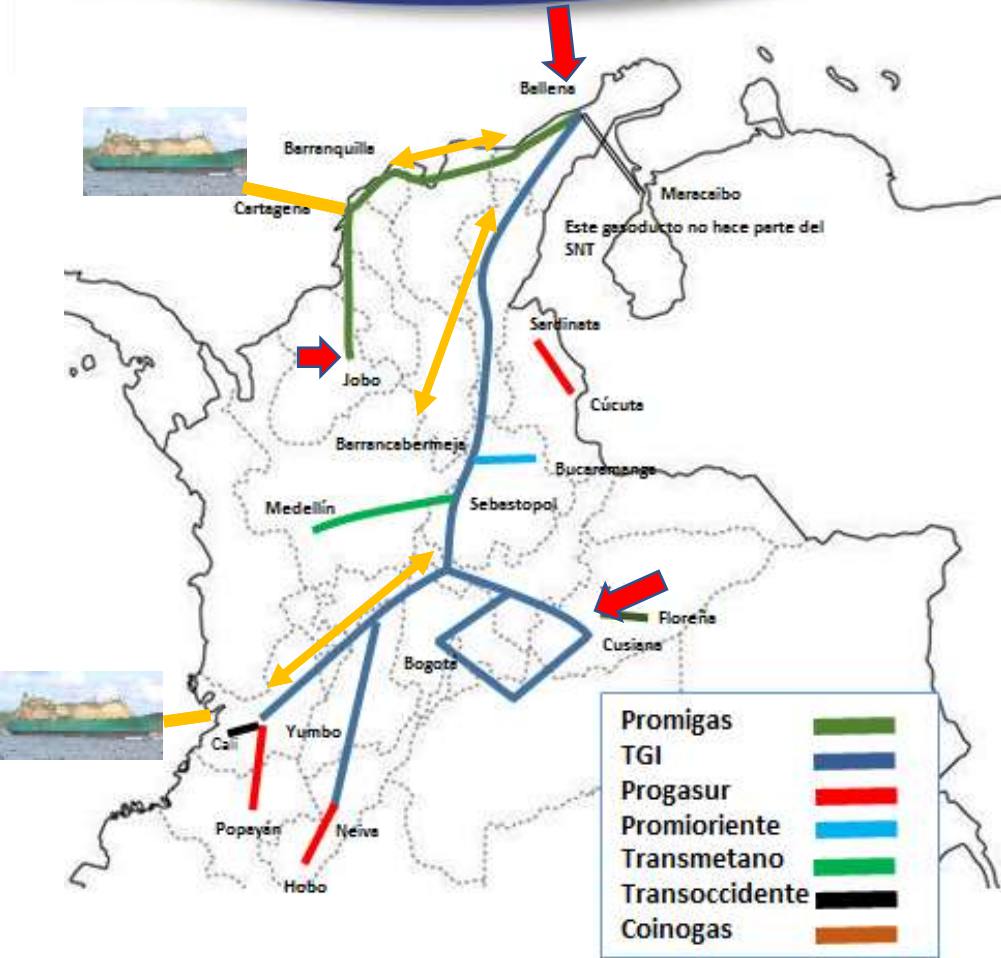 Ballena
Barranquilla
Cartagena
Maracaibo
Este gasoducto no hace parte del
SNT
Sardinata
Jobo
Cúcuta
Barrancabermeja
Bucaramanga
Medellín
Sebastopol
Floreña
Cusiana
Bogotá
Cali
Yumbo
Popayán
Neiva
Hobo
Promigas
TGI
Progasur
Promioriente
Transmetano
Transoccidente
Coinogas